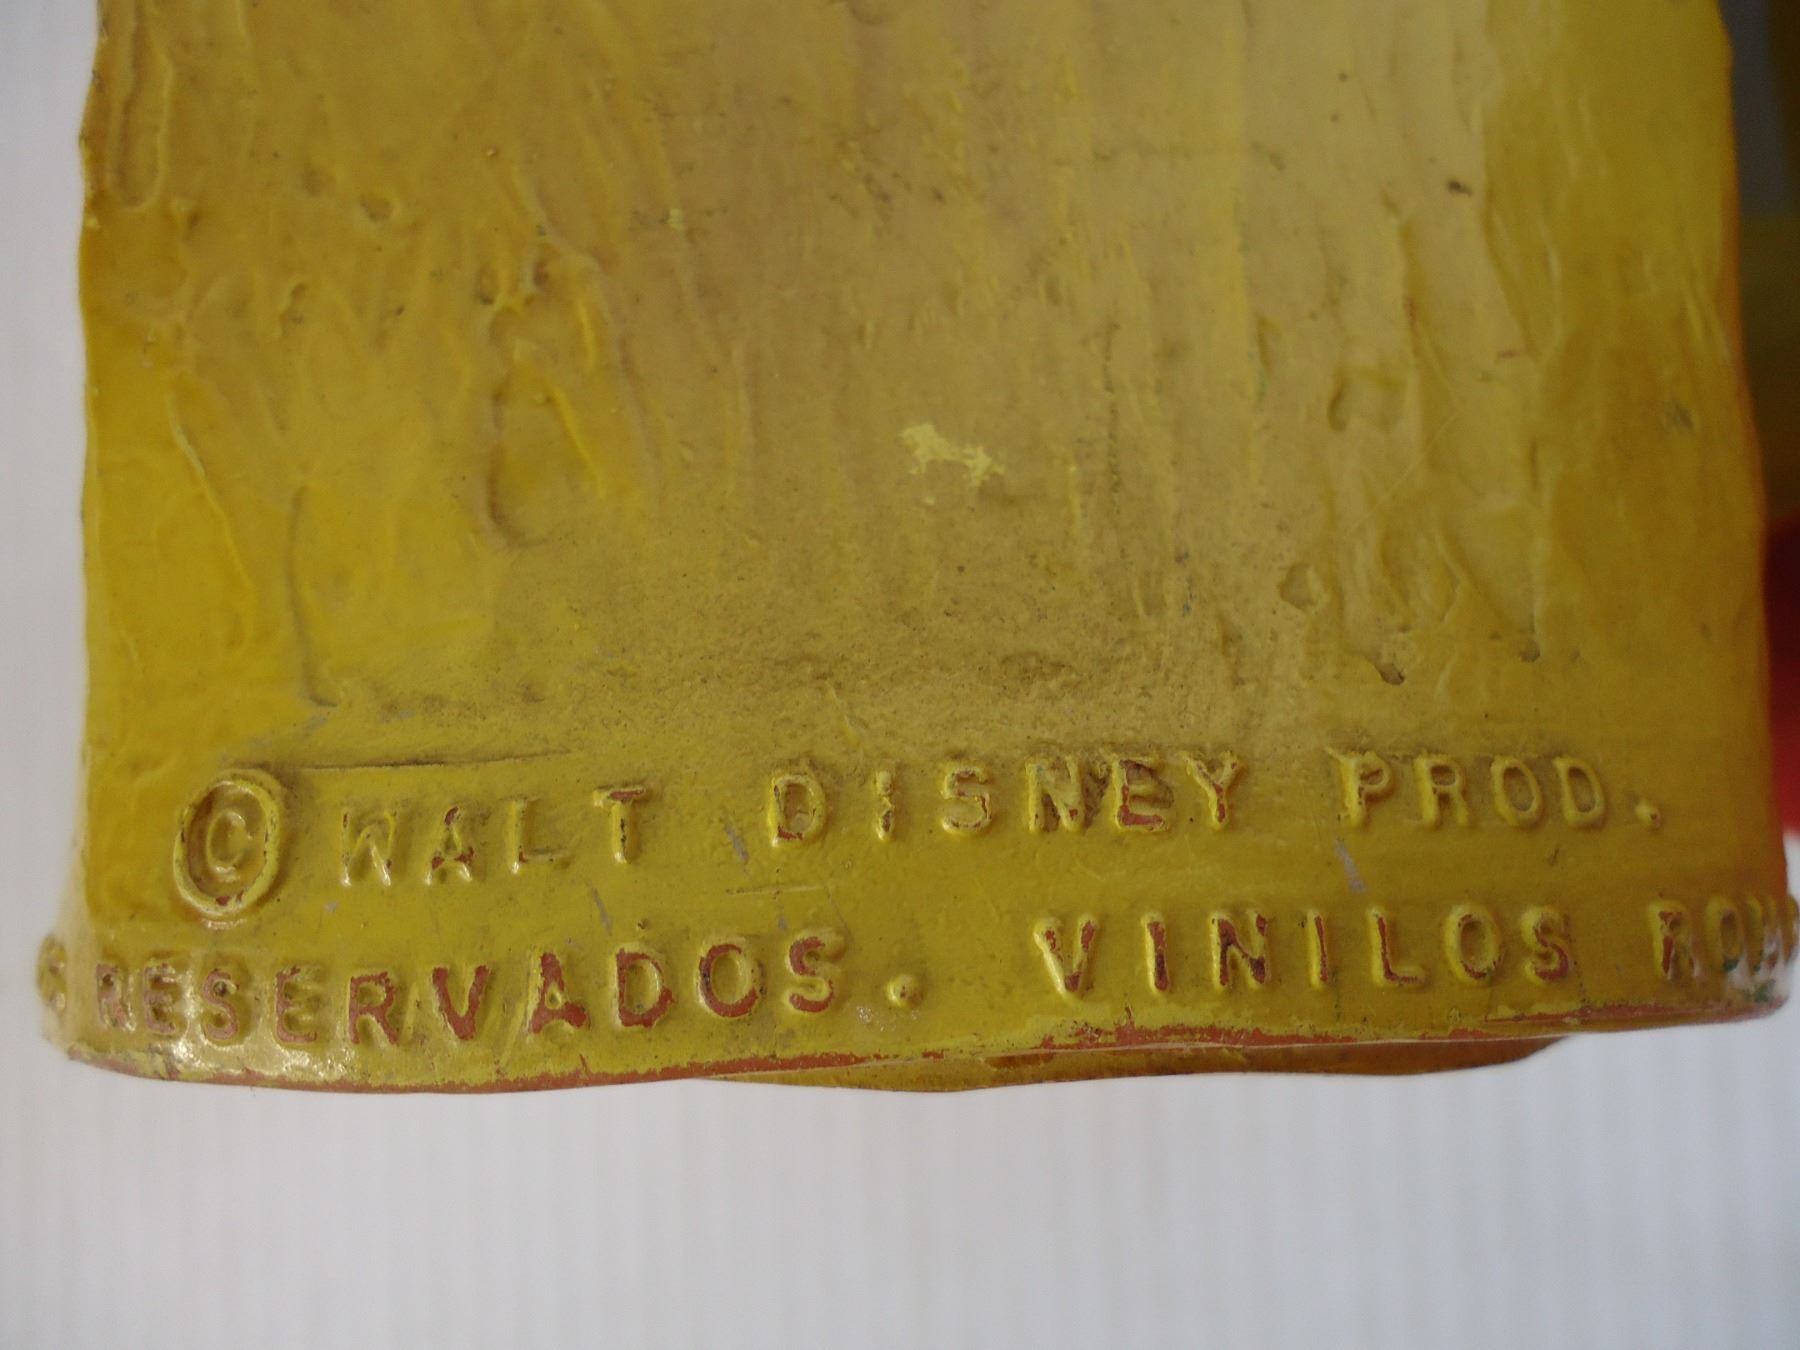 © WALT DISNEY PROD.
RESERVADOS. VINILOS